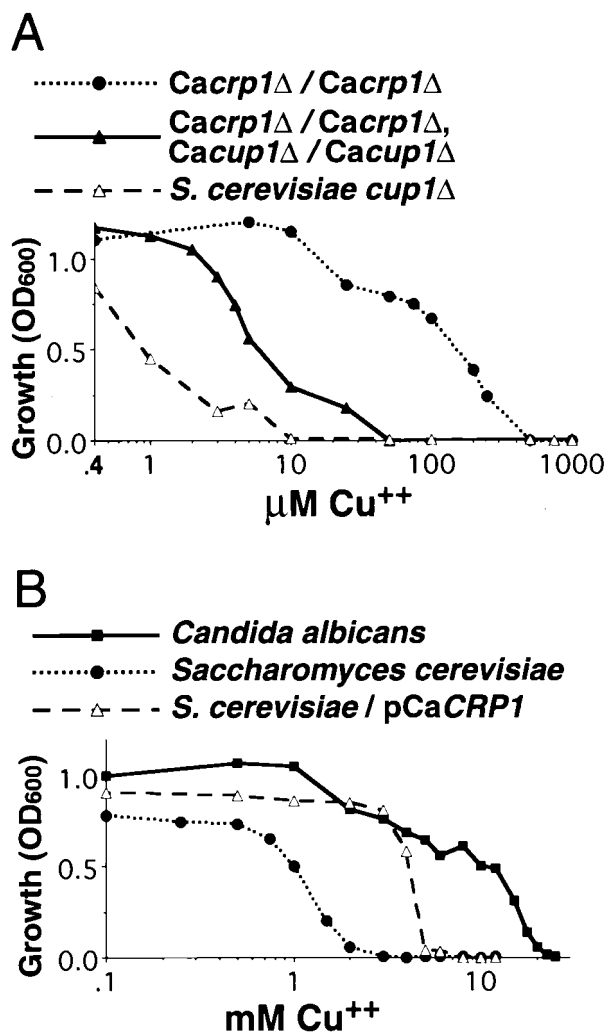 A
Cacrp1Δ / Cacrp1Δ
Cacrp1Δ / Cacrp1Δ,
Cacup1Δ / Cacup1Δ
S. cerevisiae cup1Δ
Growth (OD600)
1.0
0.5
0.0
.4 1 10 100 1000
μM Cu++
B
Candida albicans
Saccharomyces cerevisiae
S. cerevisiae / pCaCRP1
Growth (OD600)
1.0
0.5
0.0
.1 1 10
mM Cu++